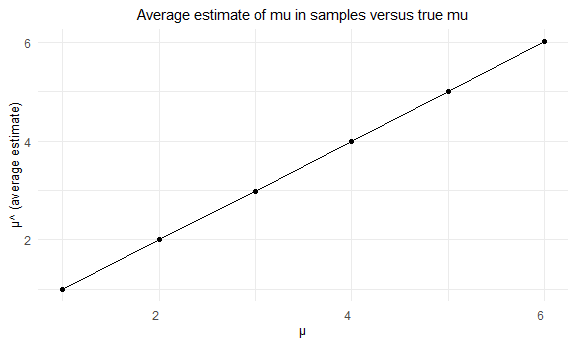 Average estimate of mu in samples versus true mu
μ^ (average estimate)
6
4
2
2
4
6
μ